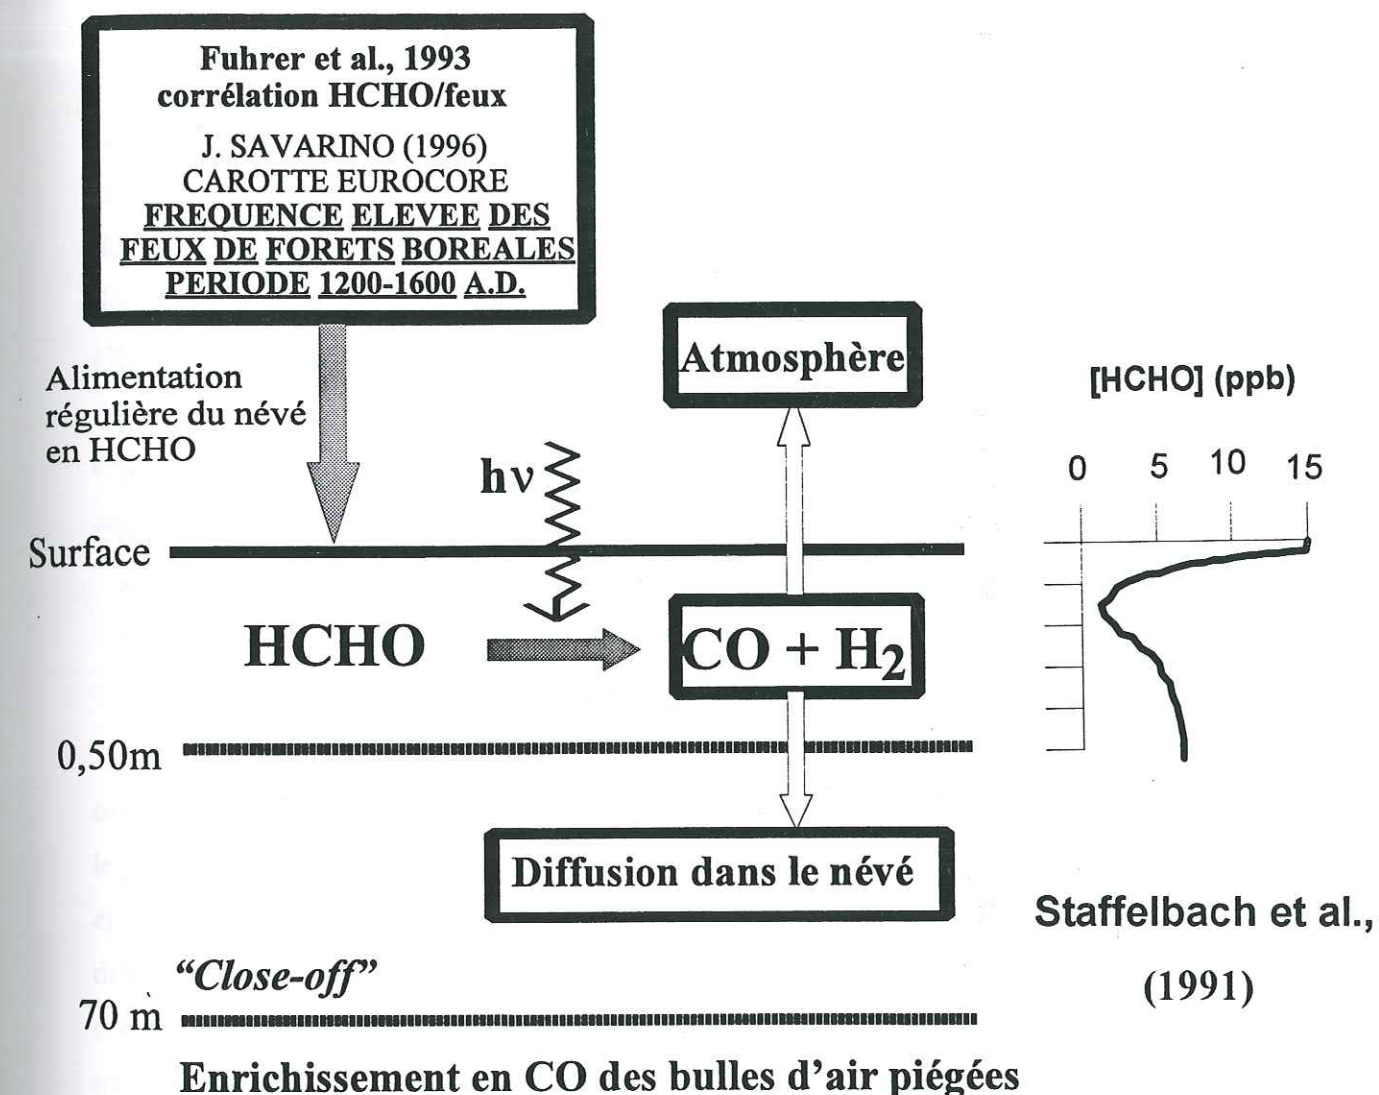 Fuhrer et al., 1993
corrélation HCHO/feux
J. SAVARINO (1996)
CAROTTE EUROCORE
FREQUENCE ELEVEE DES
FEUX DE FORETS BOREALES
PERIODE 1200-1600 A.D.
Alimentation
régulière du névé
en HCHO
hν
Atmosphère
[HCHO] (ppb)
0 5 10 15
Surface
HCHO
CO + H₂
0,50m
Diffusion dans le névé
Staffelbach et al.,
(1991)
“Close-off”
70 m
Enrichissement en CO des bulles d’air piégées